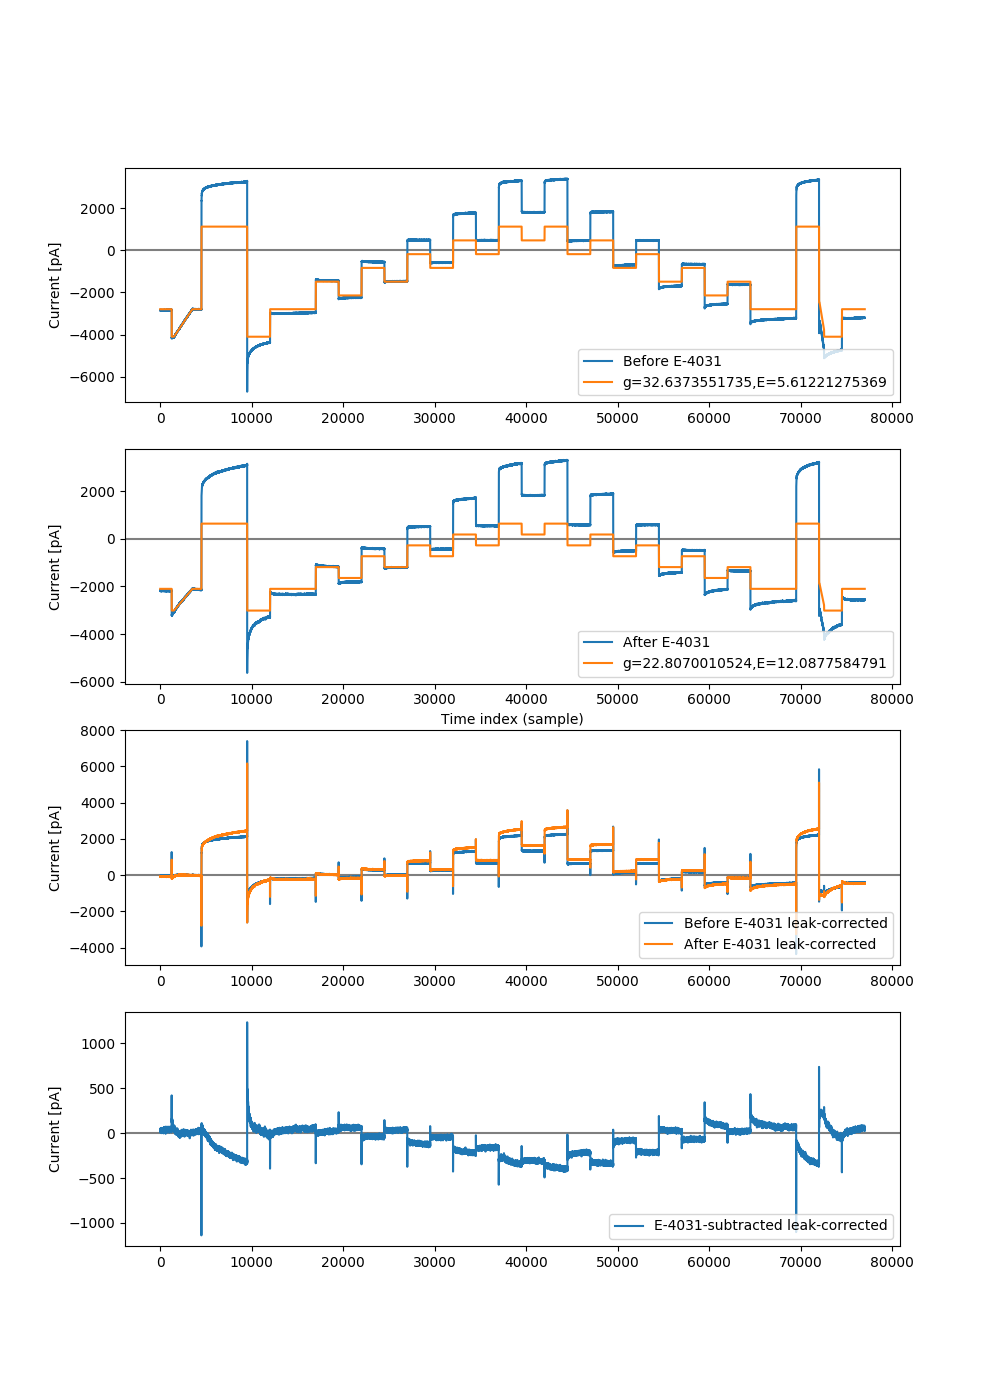 Current [pA]
2000
0
−2000
−4000
−6000
Before E-4031
g=32.6373551735,E=5.61221275369
0 10000 20000 30000 40000 50000 60000 70000 80000
Current [pA]
2000
0
−2000
−4000
−6000
After E-4031
g=22.8070010524,E=12.0877584791
0 10000 20000 30000 40000 50000 60000 70000 80000
Time index (sample)
Current [pA]
8000
6000
4000
2000
0
−2000
−4000
Before E-4031 leak-corrected
After E-4031 leak-corrected
0 10000 20000 30000 40000 50000 60000 70000 80000
Current [pA]
1000
500
0
−500
−1000
E-4031-subtracted leak-corrected
0 10000 20000 30000 40000 50000 60000 70000 80000